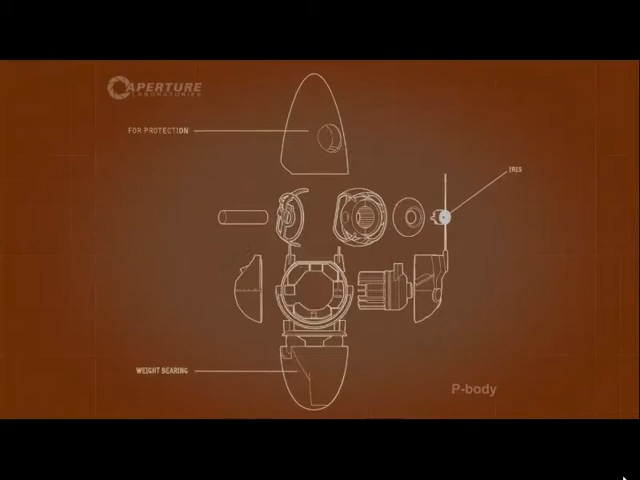 APERTURE
LABORATORIES
FOR PROTECTION
IRIS
WEIGHT BEARING
P-body